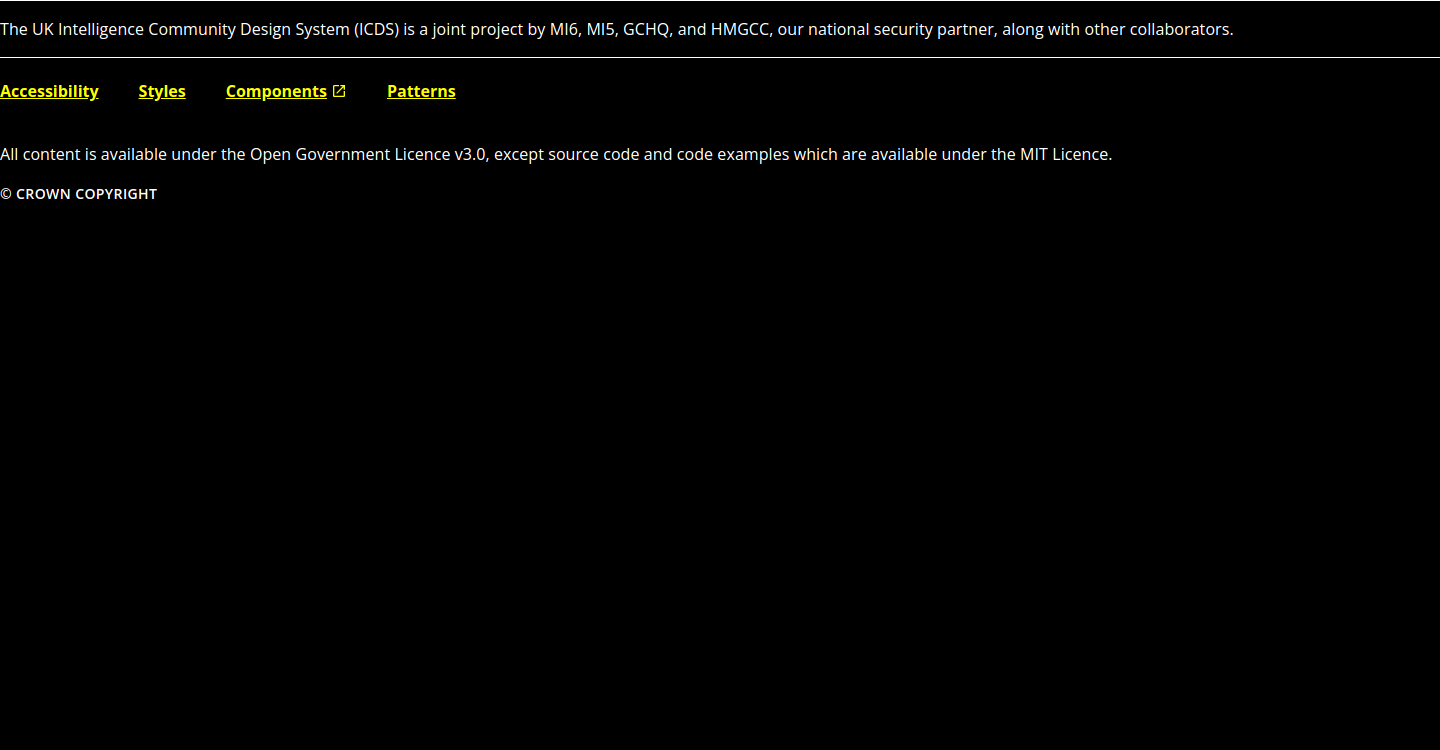 The UK Intelligence Community Design System (ICDS) is a joint project by MI6, MI5, GCHQ, and HMGCC, our national security partner, along with other collaborators.
Accessibility Styles Components Patterns
All content is available under the Open Government Licence v3.0, except source code and code examples which are available under the MIT Licence.
© CROWN COPYRIGHT